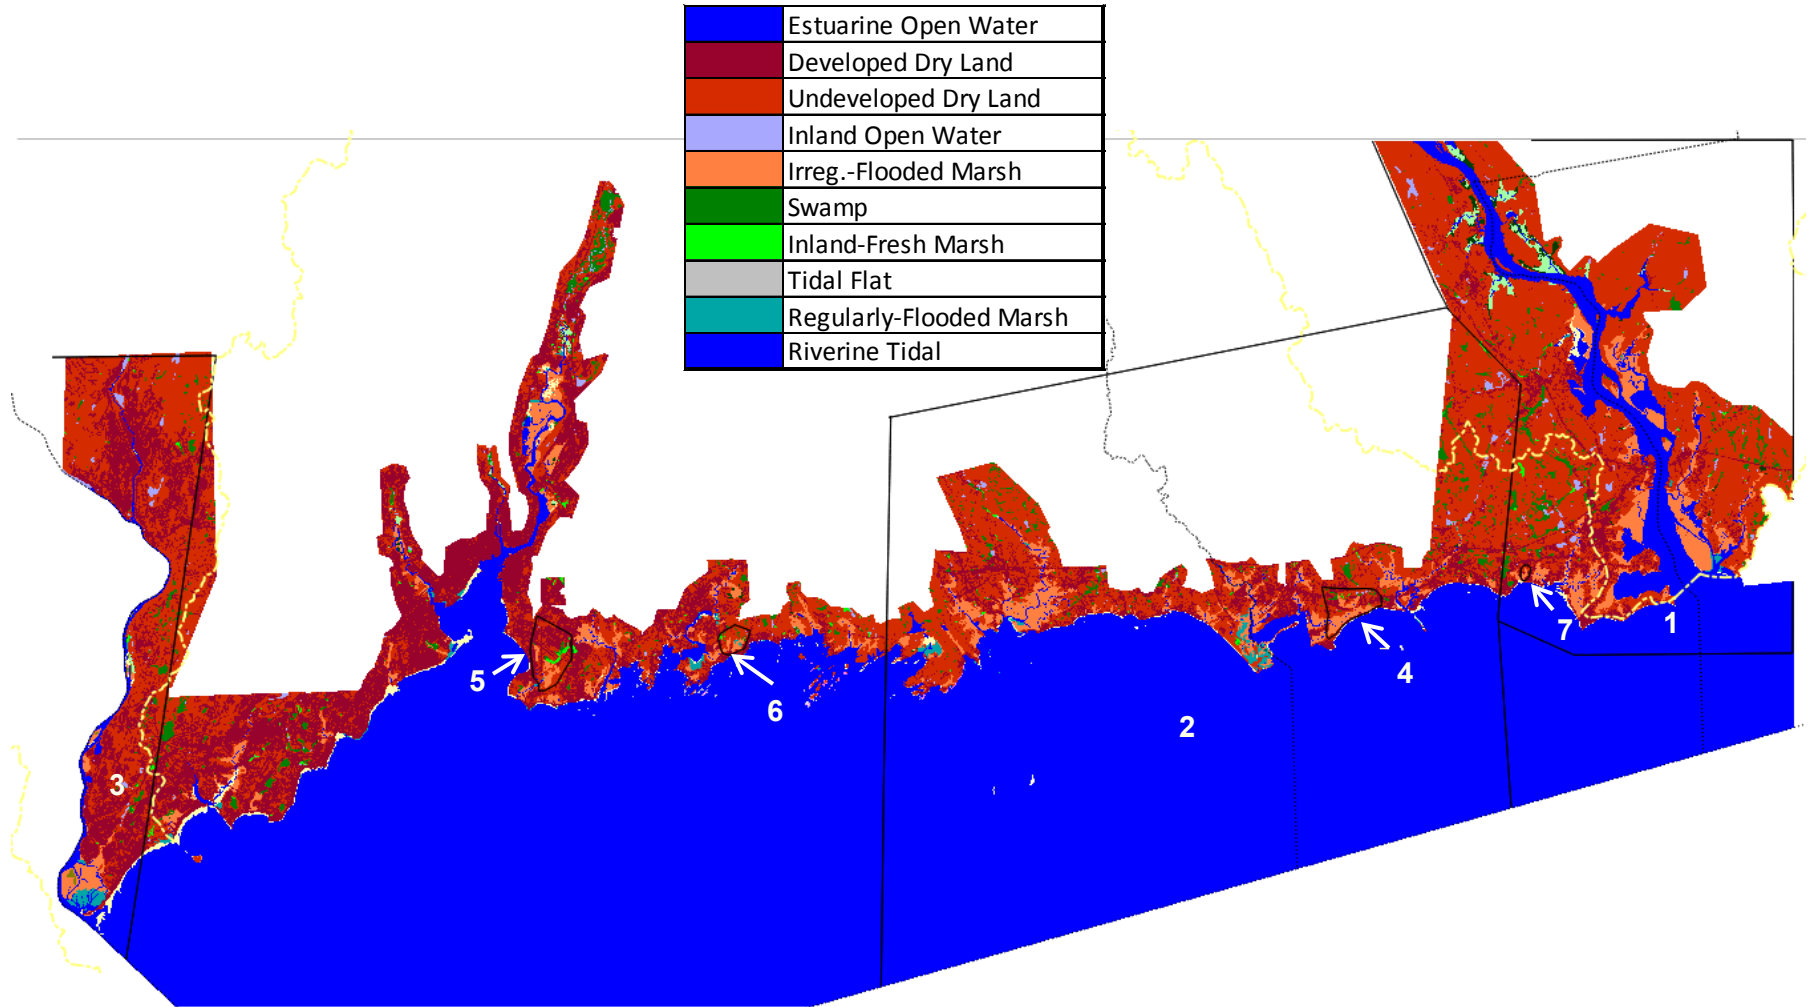 Estuarine Open Water
Developed Dry Land
Undeveloped Dry Land
Inland Open Water
Irreg.-Flooded Marsh
Swamp
Inland-Fresh Marsh
Tidal Flat
Regularly-Flooded Marsh
Riverine Tidal
7
1
4
5
6
2
3